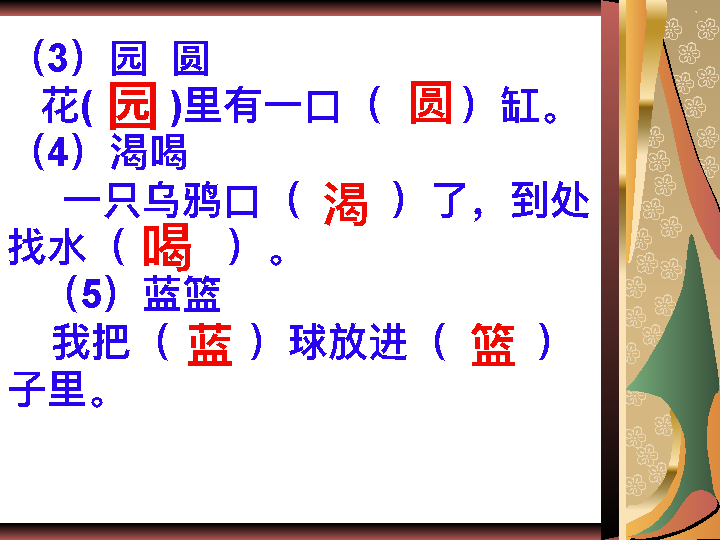 （3）园 圆
花( 园 )里有一口（ 圆 ）缸。
（4）渴喝
一只乌鸦口（ 渴 ）了，到处
找水（ 喝 ）。
（5）蓝篮
我把（ 蓝 ）球放进（ 篮 ）
子里。